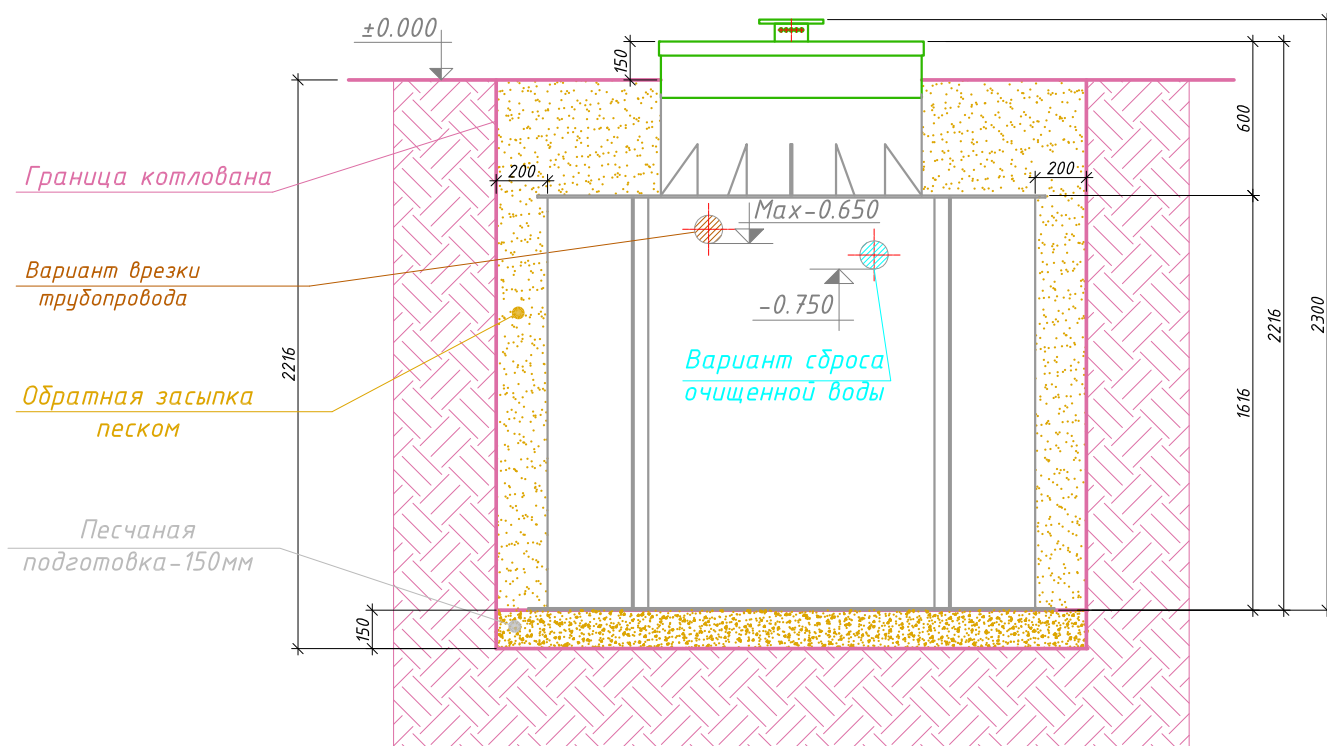 ±0.000
150
2300
600
Граница котлована
200
200
Max-0.650
Вариант врезки
трубопровода
-0.750
2216
2216
Вариант сброса
очищенной воды
Обратная засыпка
песком
1616
Песчаная
подготовка-150мм
150